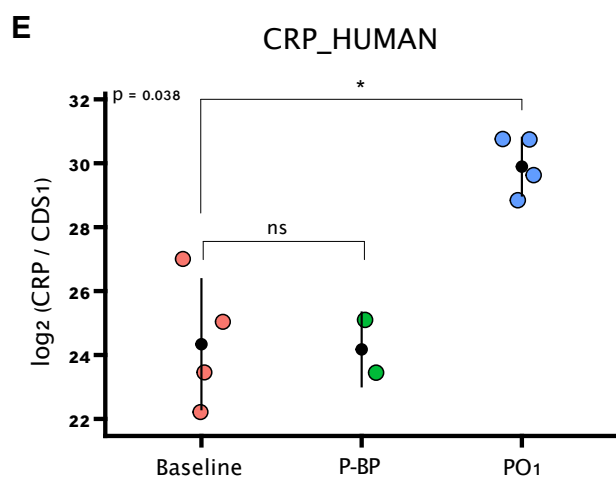 E
CRP_HUMAN
p = 0.038
*
ns
log2 (CRP / CDS1)
32
30
28
26
24
22
Baseline P-BP PO1